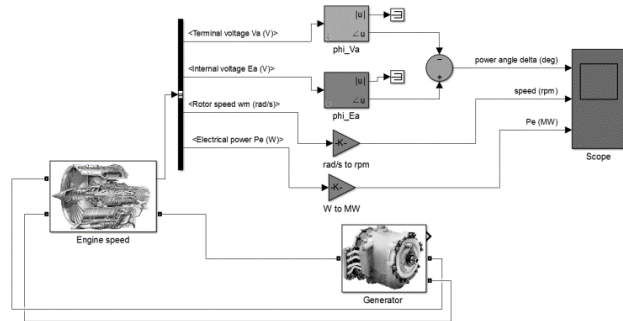 <Terminal voltage Va (V)>
|u|
∠u
phi_Va
<Internal voltage Ea (V)>
|u|
∠u
phi_Ea
−
+
power angle delta (deg)
<Rotor speed wm (rad/s)>
-K-
rad/s to rpm
speed (rpm)
<Electrical power Pe (W)>
-K-
W to MW
Pe (MW)
Scope
Engine speed
Generator